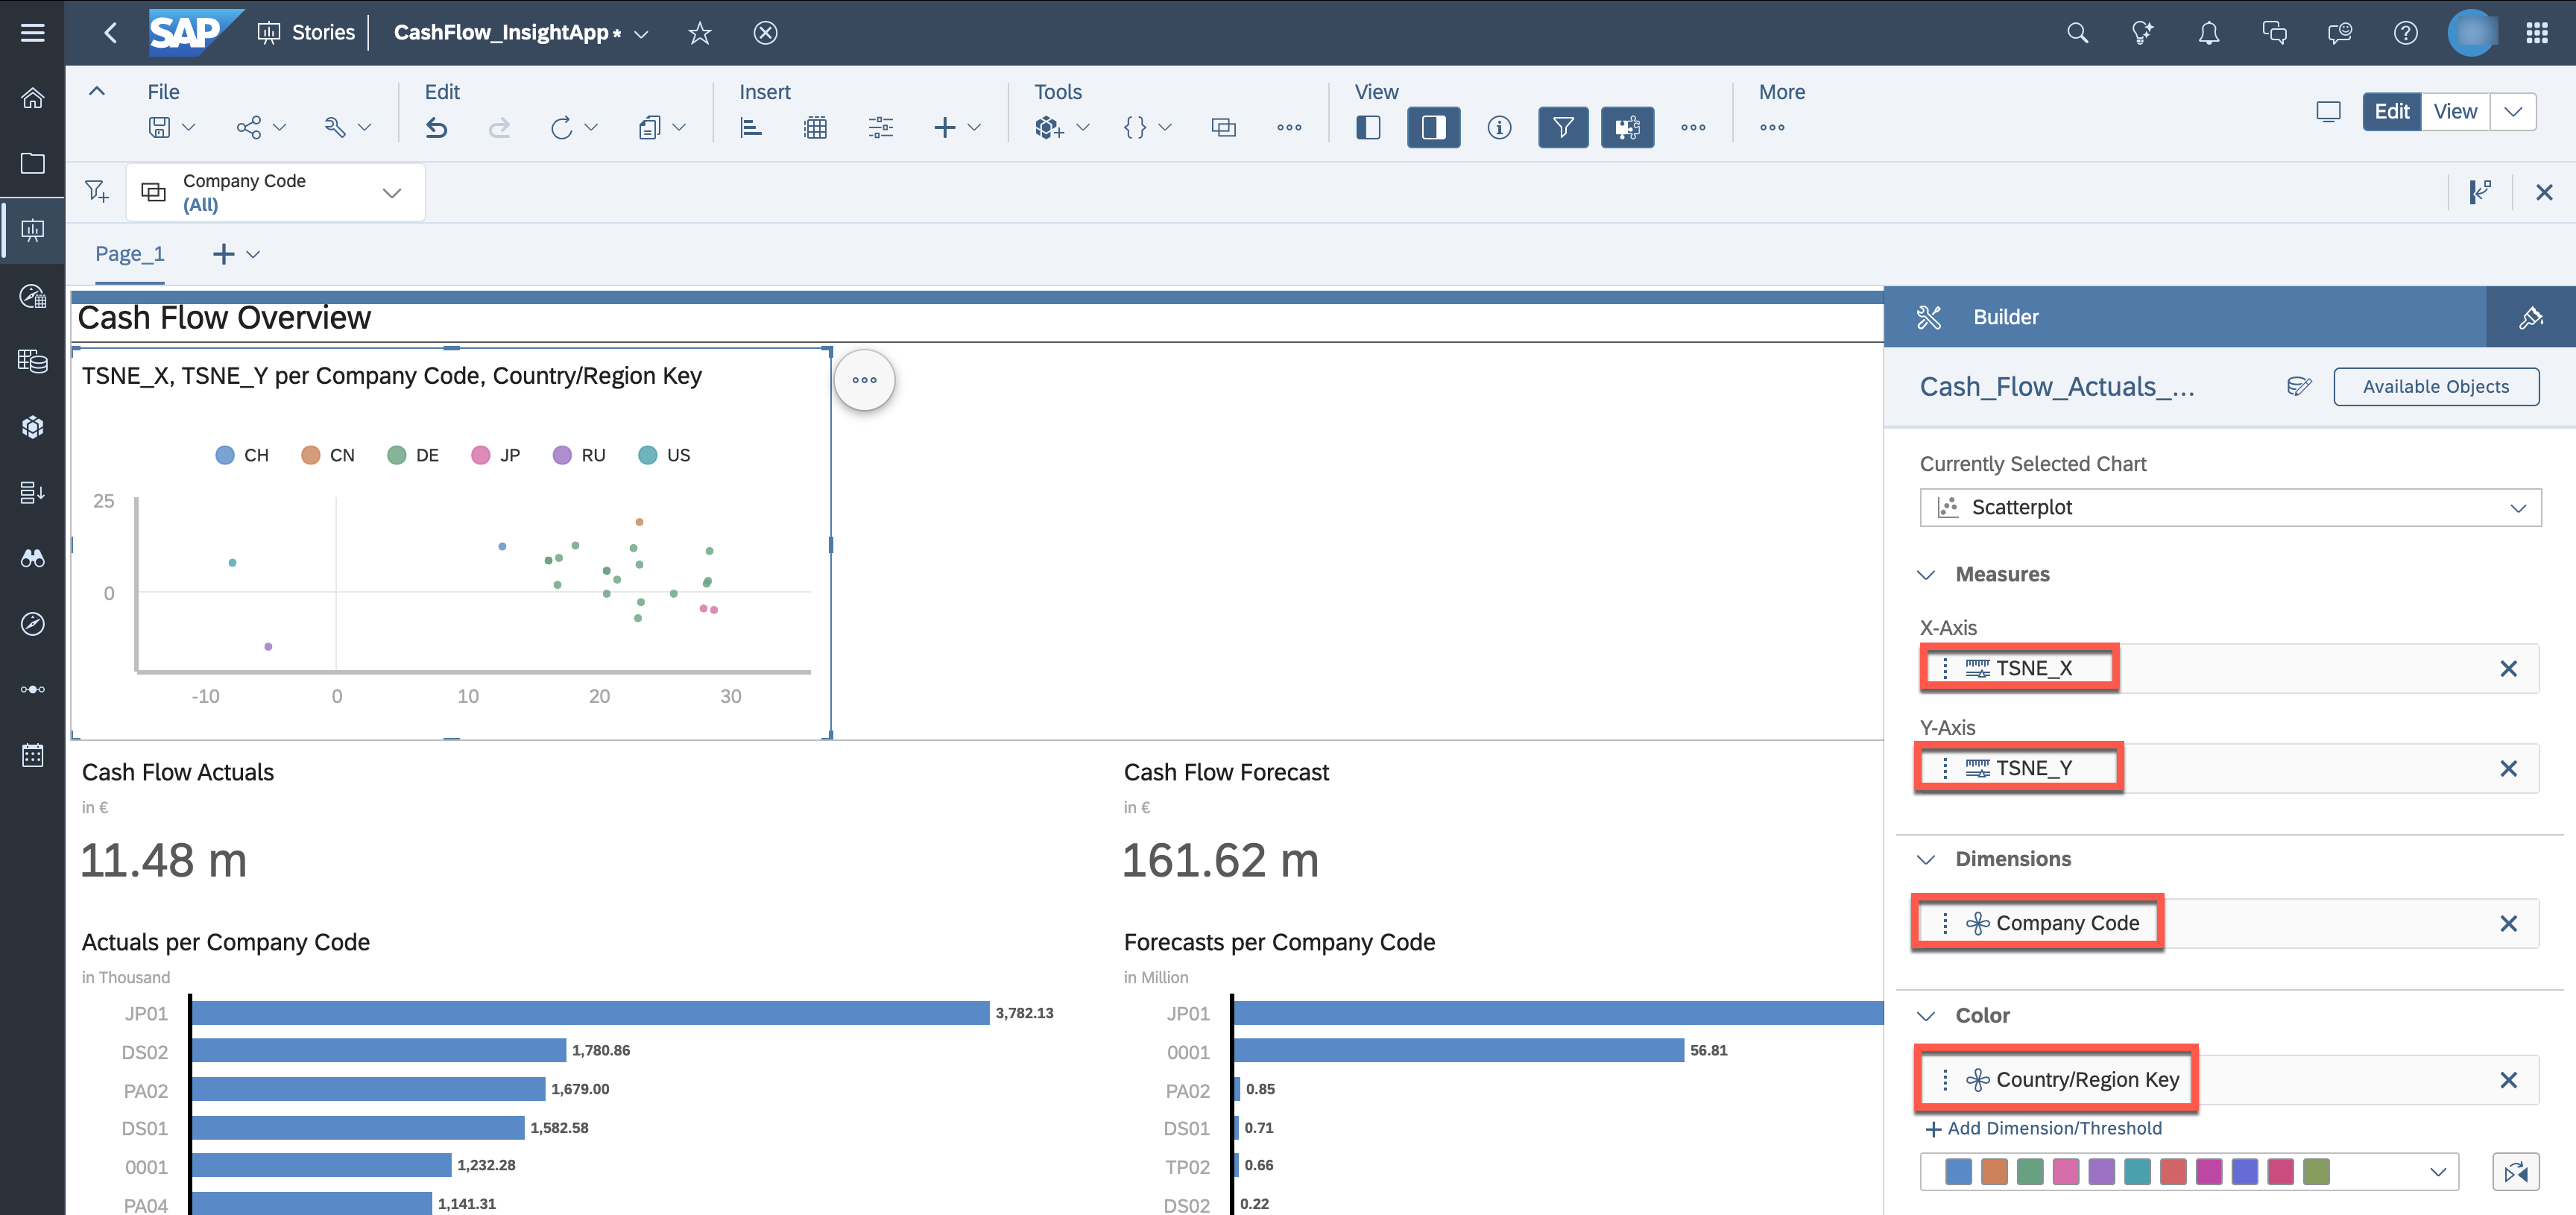 SAP Stories CashFlow_InsightApp*
File Edit Insert Tools View More
Edit View
Company Code
(All)
Page_1
Cash Flow Overview
TSNE_X, TSNE_Y per Company Code, Country/Region Key
CH CN DE JP RU US
25
0
-10 0 10 20 30
Cash Flow Actuals
in €
11.48 m
Cash Flow Forecast
in €
161.62 m
Actuals per Company Code
in Thousand
JP01 3,782.13
DS02 1,780.86
PA02 1,679.00
DS01 1,582.58
0001 1,232.28
PA04 1,141.31
Forecasts per Company Code
in Million
JP01
0001 56.81
PA02 0.85
DS01 0.71
TP02 0.66
DS02 0.22
Builder
Cash_Flow_Actuals_...
Available Objects
Currently Selected Chart
Scatterplot
Measures
X-Axis
TSNE_X
Y-Axis
TSNE_Y
Dimensions
Company Code
Color
Country/Region Key
+ Add Dimension/Threshold